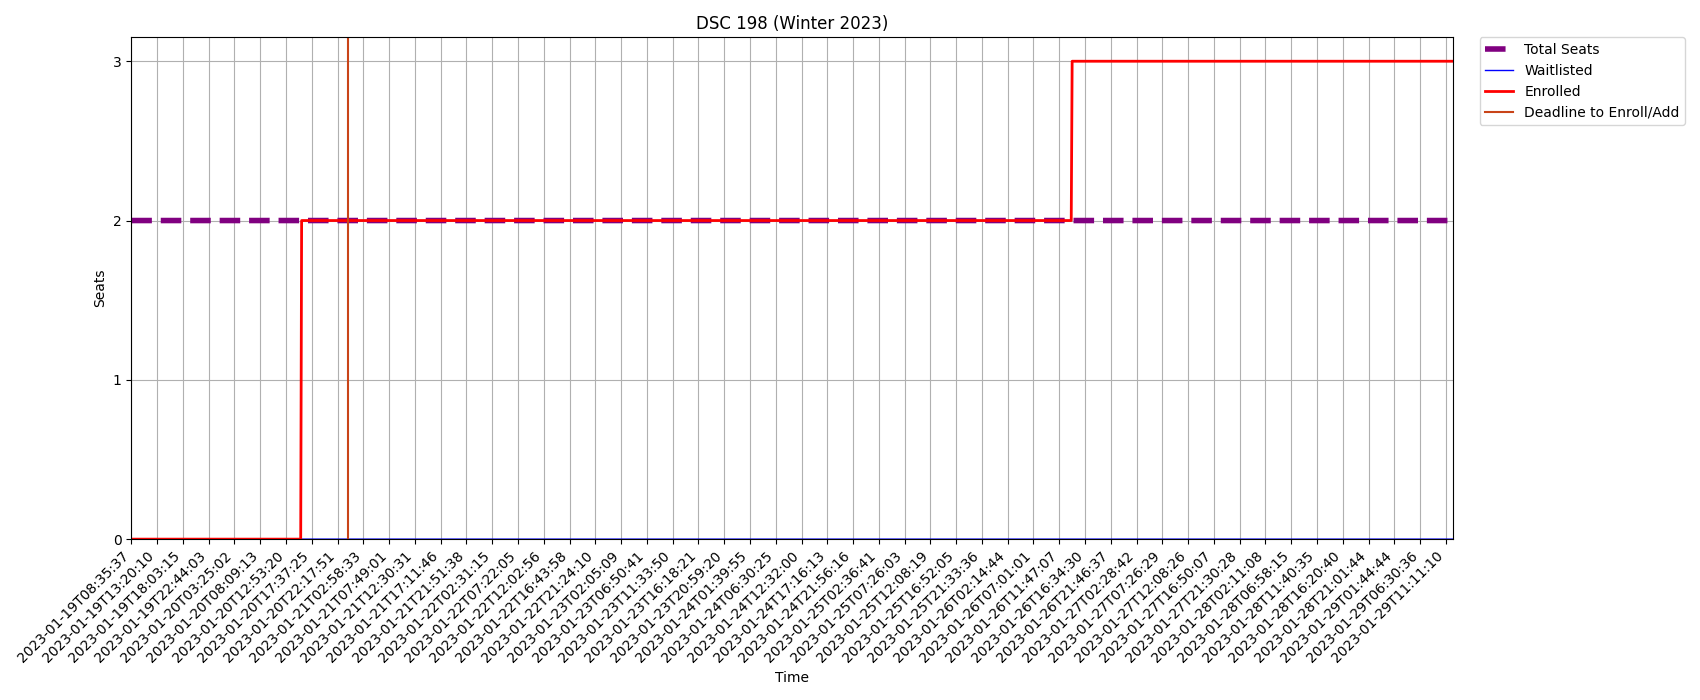 DSC 198 (Winter 2023)
Total Seats
Waitlisted
Enrolled
Deadline to Enroll/Add
Seats
3
2
1
0
2023-01-19T08:35:37
2023-01-19T13:20:10
2023-01-19T18:03:15
2023-01-19T22:44:03
2023-01-20T03:25:02
2023-01-20T08:09:13
2023-01-20T12:53:20
2023-01-20T17:37:25
2023-01-20T22:17:51
2023-01-21T02:58:33
2023-01-21T07:49:01
2023-01-21T12:30:31
2023-01-21T17:11:46
2023-01-21T21:51:38
2023-01-22T02:31:15
2023-01-22T07:22:05
2023-01-22T12:02:56
2023-01-22T16:43:58
2023-01-22T21:24:10
2023-01-23T02:05:09
2023-01-23T06:50:41
2023-01-23T11:33:50
2023-01-23T16:18:21
2023-01-23T20:59:20
2023-01-24T01:39:55
2023-01-24T06:30:25
2023-01-24T12:32:00
2023-01-24T17:16:13
2023-01-24T21:56:16
2023-01-25T02:36:41
2023-01-25T07:26:03
2023-01-25T12:08:19
2023-01-25T16:52:05
2023-01-25T21:33:36
2023-01-26T02:14:44
2023-01-26T07:01:01
2023-01-26T11:47:07
2023-01-26T16:34:30
2023-01-26T21:46:37
2023-01-27T02:28:42
2023-01-27T07:26:29
2023-01-27T12:08:26
2023-01-27T16:50:07
2023-01-27T21:30:28
2023-01-28T02:11:08
2023-01-28T06:58:15
2023-01-28T11:40:35
2023-01-28T16:20:40
2023-01-28T21:01:44
2023-01-29T01:44:44
2023-01-29T06:30:36
2023-01-29T11:11:10
Time